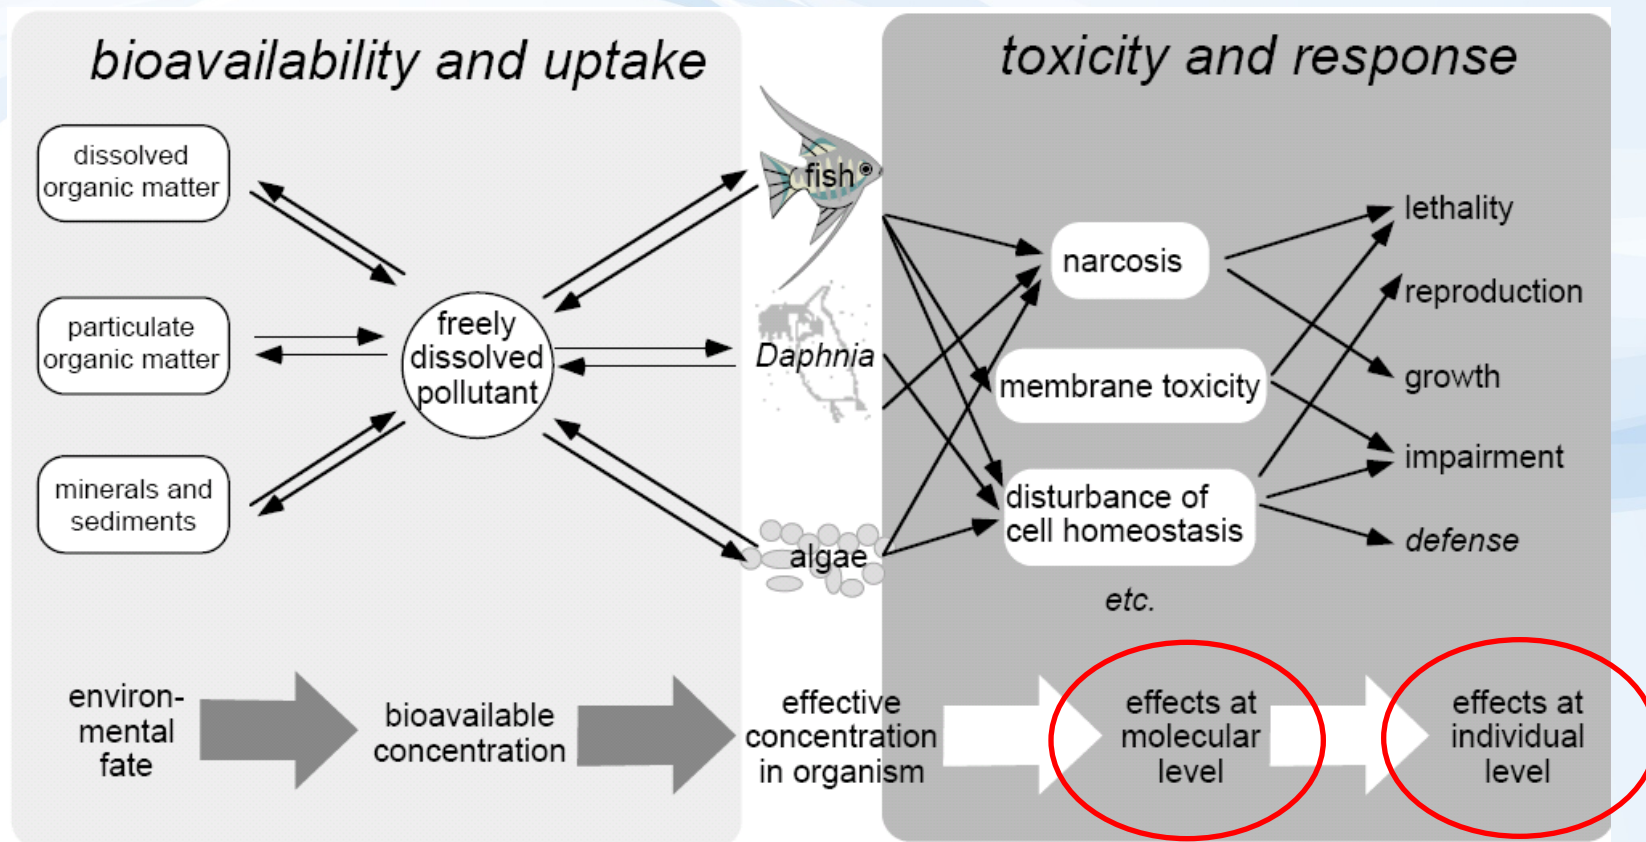 bioavailability and uptake
toxicity and response
dissolved
organic matter
particulate
organic matter
minerals and
sediments
freely
dissolved
pollutant
fish
Daphnia
algae
narcosis
membrane toxicity
disturbance of
cell homeostasis
etc.
lethality
reproduction
growth
impairment
defense
environ-
mental
fate
bioavailable
concentration
effective
concentration
in organism
effects at
molecular
level
effects at
individual
level